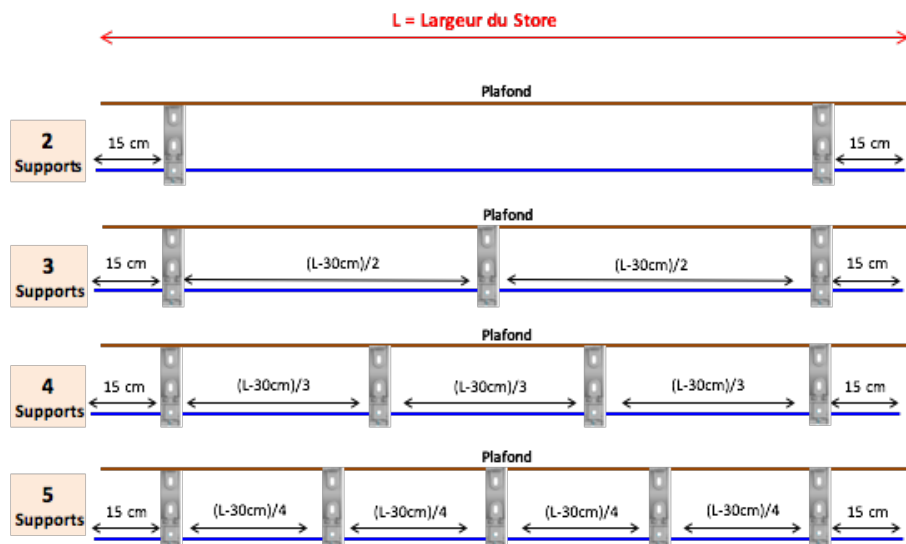 L = Largeur du Store
Plafond
2
Supports
15 cm
15 cm
Plafond
3
Supports
15 cm
(L-30cm)/2
(L-30cm)/2
15 cm
Plafond
4
Supports
15 cm
(L-30cm)/3
(L-30cm)/3
(L-30cm)/3
15 cm
Plafond
5
Supports
15 cm
(L-30cm)/4
(L-30cm)/4
(L-30cm)/4
(L-30cm)/4
15 cm